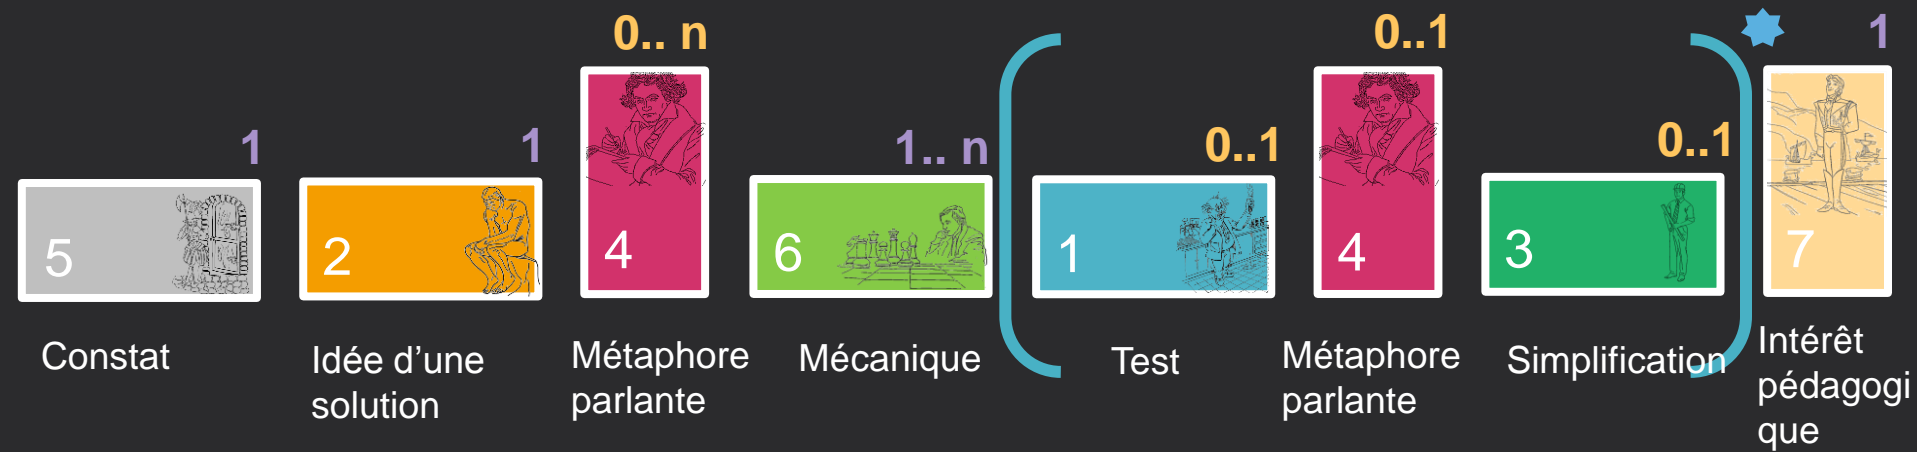 0.. n
0..1
1
1
1
1.. n
0..1
0..1
5
2
4
6
1
4
3
7
Constat
Idée d’une
solution
Métaphore
parlante
Mécanique
Test
Métaphore
parlante
Simplification
Intérêt
pédagogi
que